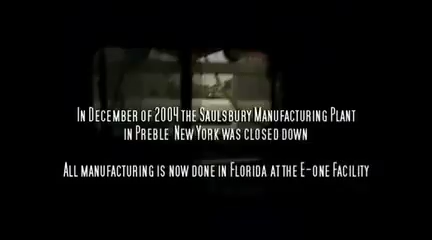 In December of 2004 the Saulsbury Manufacturing Plant
in Preble New York was closed down
All manufacturing is now done in Florida at the E-one Facility